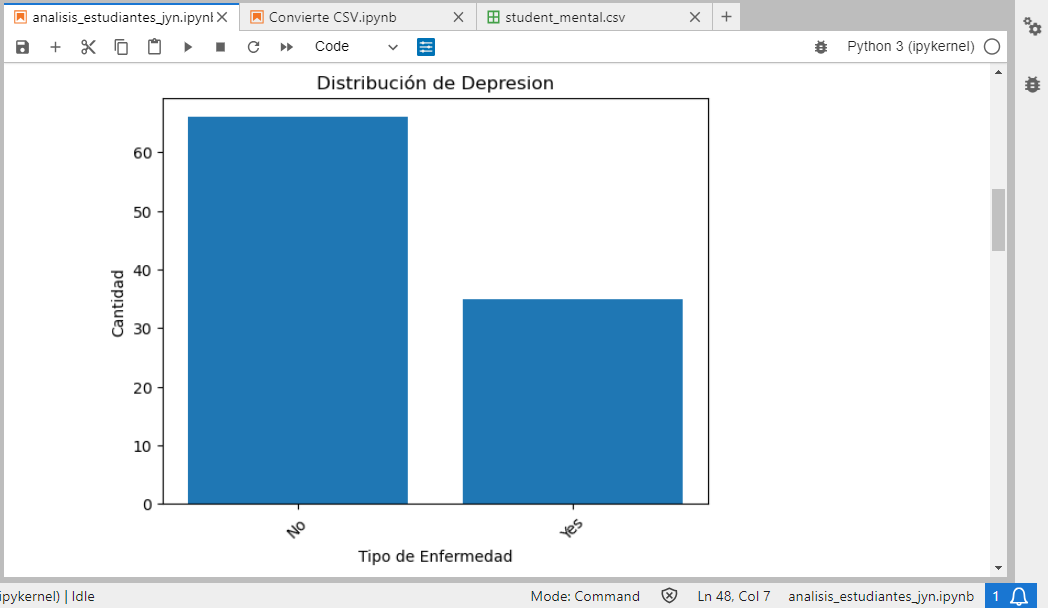 analisis_estudiantes_jyn.ipynb
Convierte CSV.ipynb
student_mental.csv
Code
Python 3 (ipykernel)
Distribución de Depresion
Cantidad
60
50
40
30
20
10
0
No
Yes
Tipo de Enfermedad
ipykernel) | Idle
Mode: Command
Ln 48, Col 7
analisis_estudiantes_jyn.ipynb
1